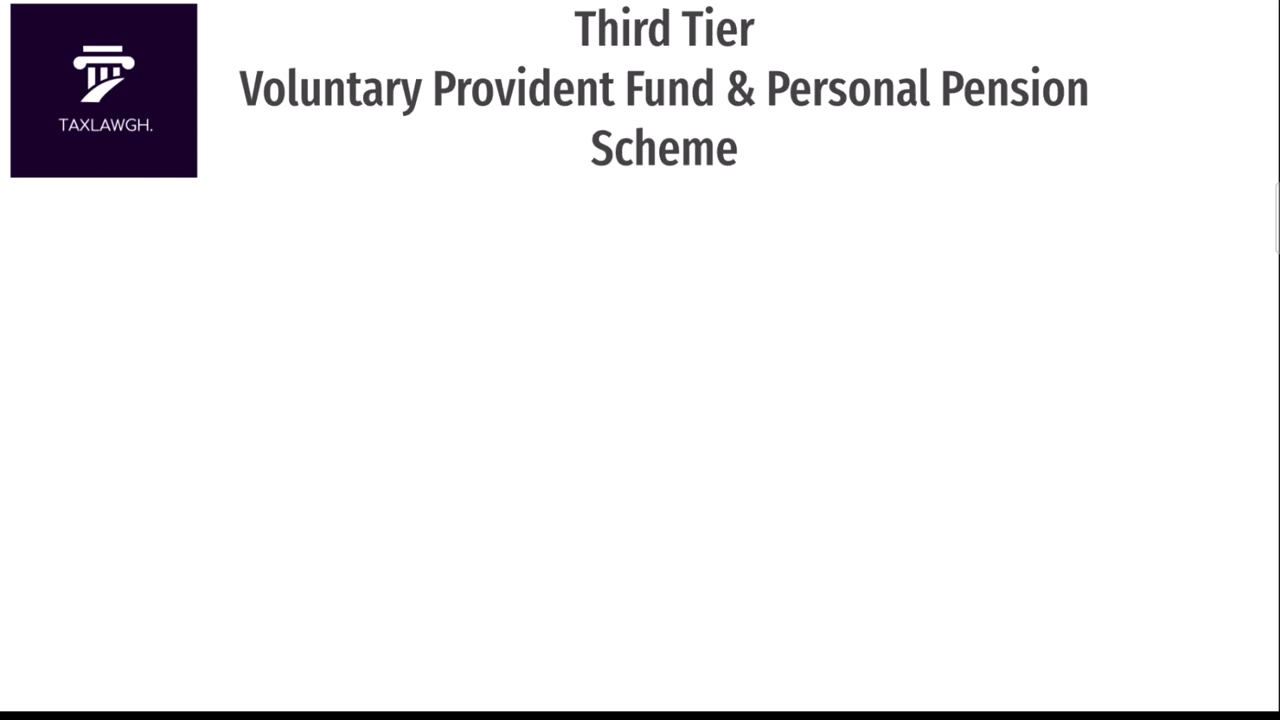 TAXLAWGH.
Third Tier
Voluntary Provident Fund & Personal Pension
Scheme